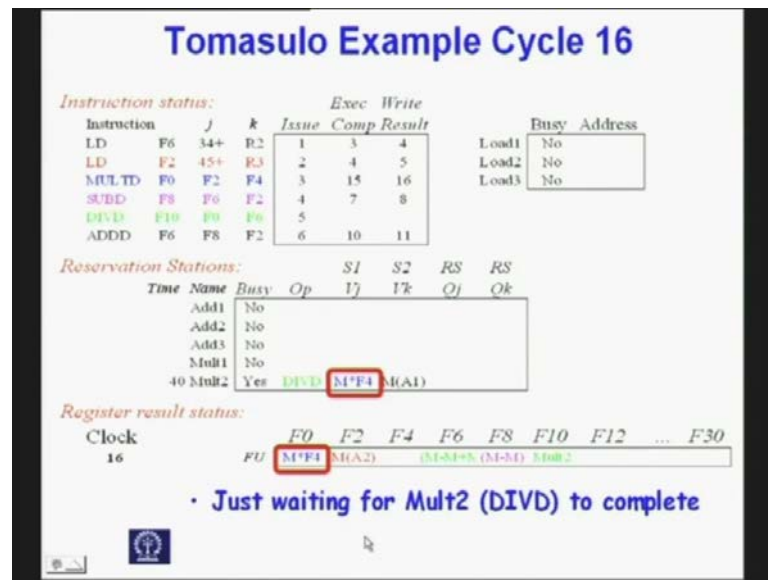 Tomasulo Example Cycle 16
Instruction status: Exec Write
Instruction j k Issue Comp Result Busy Address
LD F6 34+ R2 1 3 4 Load1 No
LD F2 45+ R3 2 4 5 Load2 No
MULTD F0 F2 F4 3 15 16 Load3 No
SUBD F8 F6 F2 4 7 8
DIVD F10 F0 F6 5
ADDD F6 F8 F2 6 10 11
Reservation Stations: S1 S2 RS RS
Time Name Busy Op Vj Vk Qj Qk
Add1 No
Add2 No
Add3 No
Mult1 No
40 Mult2 Yes DIVD M*F4 M(A1)
Register result status:
Clock F0 F2 F4 F6 F8 F10 F12 ... F30
16 FU M*F4 M(A2) (M-M+M (M-M) Mult2
• Just waiting for Mult2 (DIVD) to complete